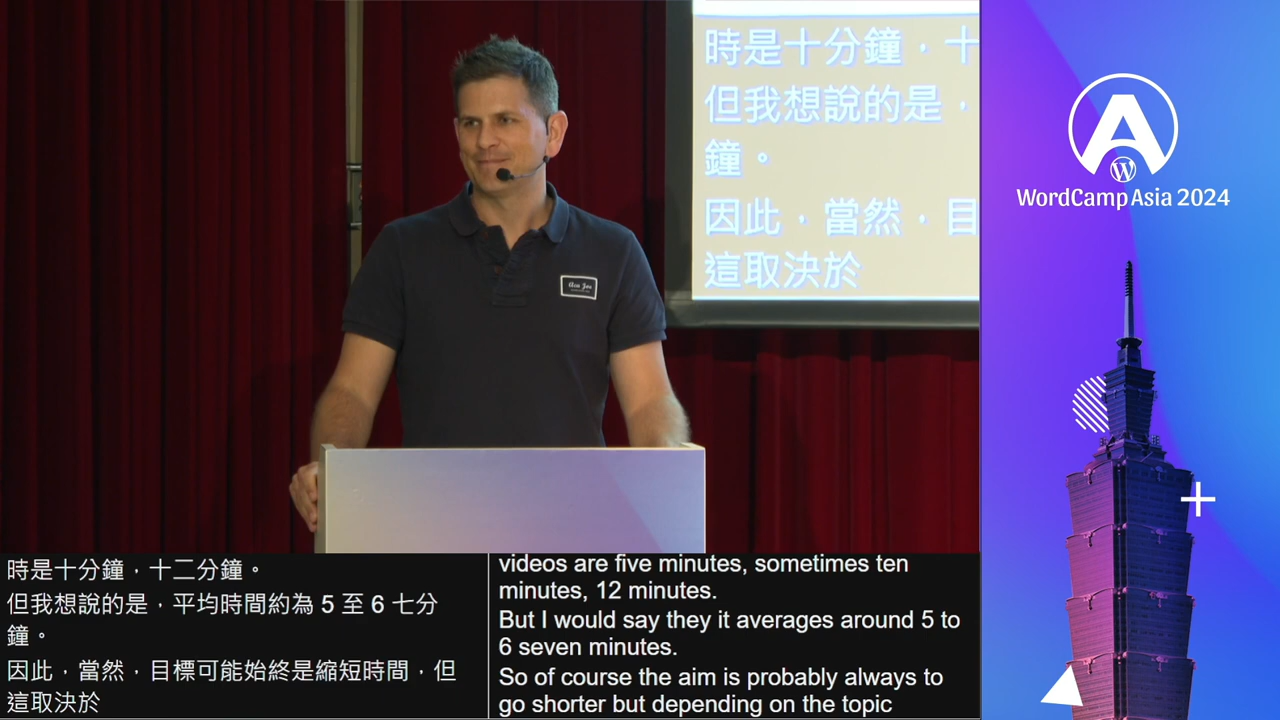 時是十分鐘，十
但我想說的是，
鐘。
因此，當然，目
這取決於
WordCamp Asia 2024
時是十分鐘，十二分鐘。
但我想說的是，平均時間約為 5 至 6 七分
鐘。
因此，當然，目標可能始終是縮短時間，但
這取決於
videos are five minutes, sometimes ten
minutes, 12 minutes.
But I would say they it averages around 5 to
6 seven minutes.
So of course the aim is probably always to
go shorter but depending on the topic